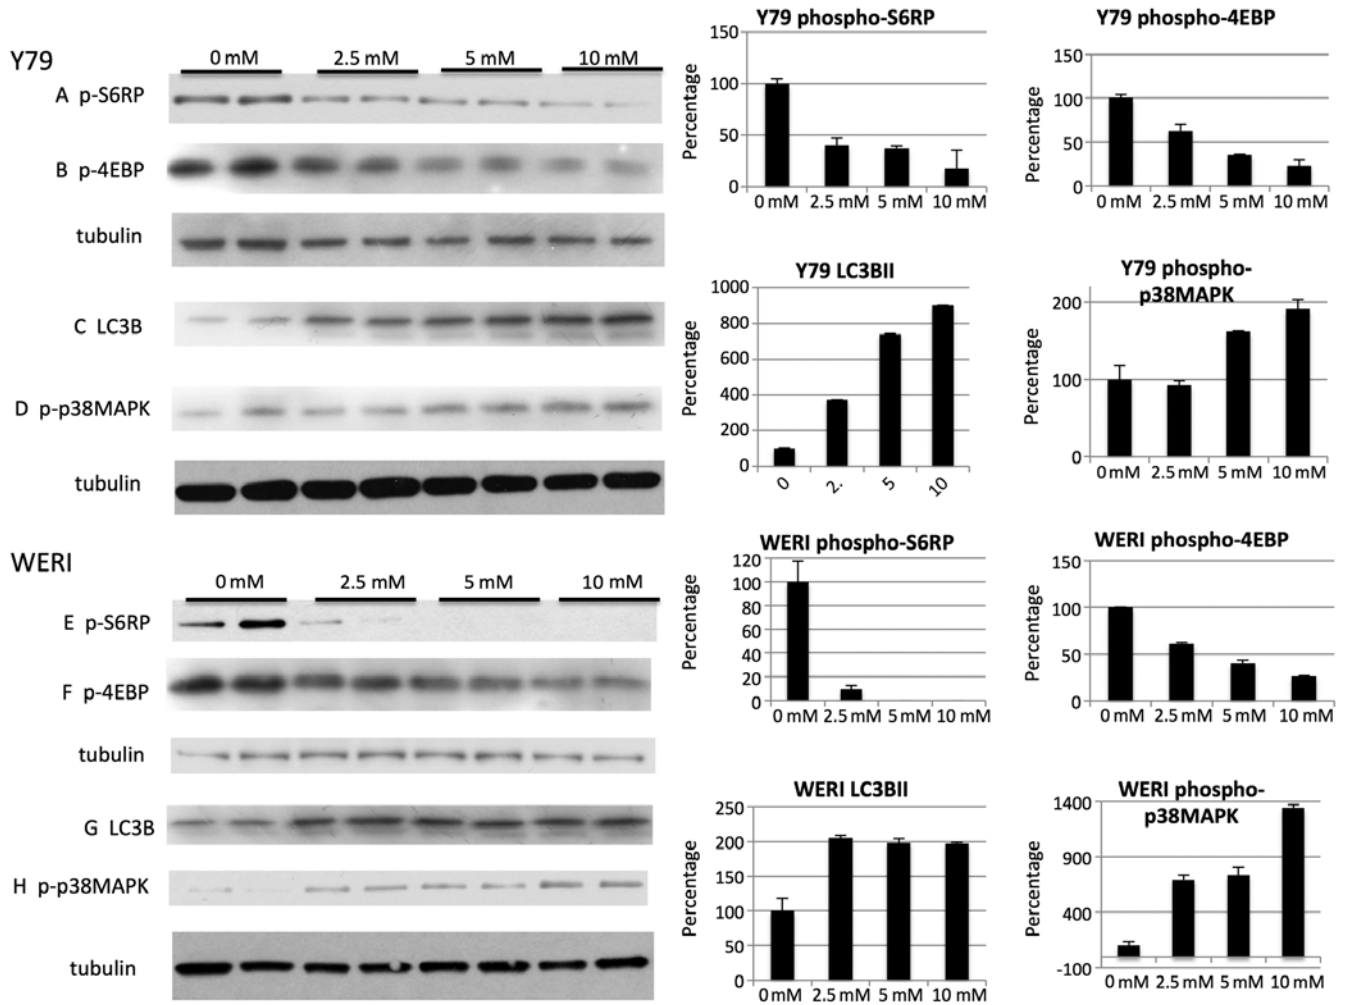 Y79
0 mM 2.5 mM 5 mM 10 mM
A p-S6RP
B p-4EBP
tubulin
C LC3B
D p-p38MAPK
tubulin
WERI
0 mM 2.5 mM 5 mM 10 mM
E p-S6RP
F p-4EBP
tubulin
G LC3B
H p-p38MAPK
tubulin
Y79 phospho-S6RP
Percentage
150
100
50
0
0 mM 2.5 mM 5 mM 10 mM
Y79 phospho-4EBP
Percentage
150
100
50
0
0 mM 2.5 mM 5 mM 10 mM
Y79 LC3BII
Percentage
1000
800
600
400
200
0
0 2. 5 10
Y79 phospho-
p38MAPK
Percentage
200
100
0
0 mM 2.5 mM 5 mM 10 mM
WERI phospho-S6RP
Percentage
120
100
80
60
40
20
0
0 mM 2.5 mM 5 mM 10 mM
WERI phospho-4EBP
Percentage
150
100
50
0
0 mM 2.5 mM 5 mM 10 mM
WERI LC3BII
Percentage
250
200
150
100
50
0
0 mM 2.5 mM 5 mM 10 mM
WERI phospho-
p38MAPK
Percentage
1400
900
400
-100
0 mM 2.5 mM 5 mM 10 mM